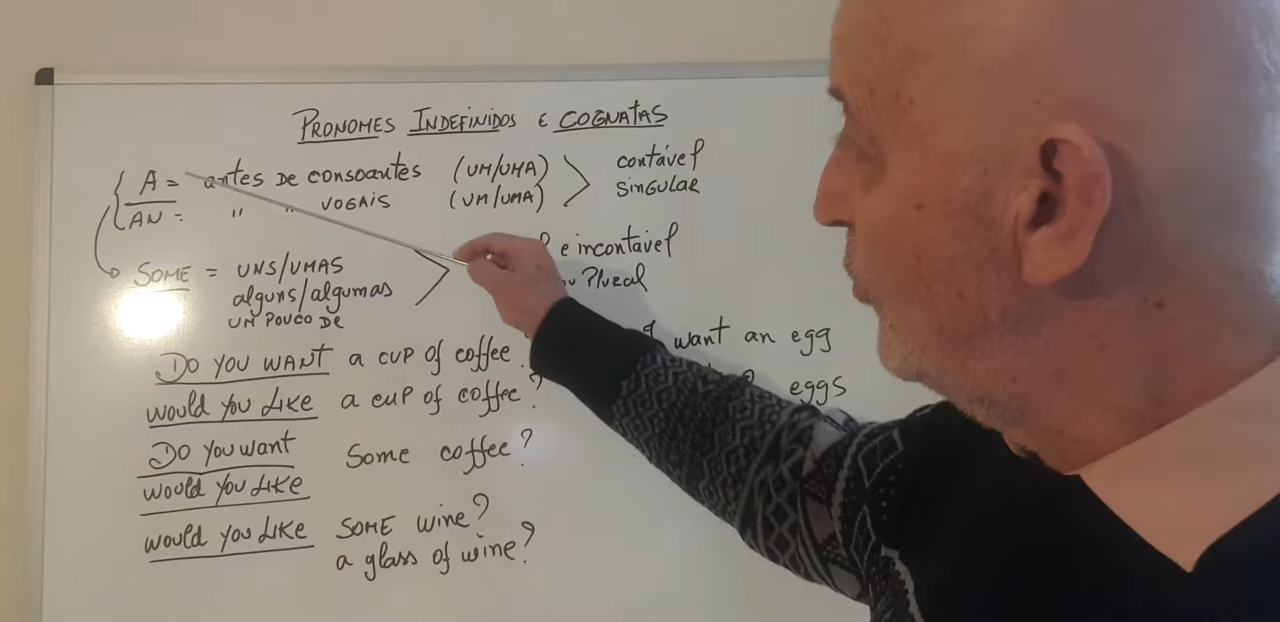 PRONOMES INDEFINIDOS E COGNATAS
A = antes DE consoantes (UM/UMA) contável
AN = " " VOGAIS (UM/UMA) SINGULAR
SOME = UNS/UMAS e incontável
alguns/algumas Plural
UM POUCO DE
DO YOU WANT a CUP of coffee want an egg
would you Like a cup of coffee? eggs
Do you want Some coffee?
would you Like
would you Like SOME wine?
a glass of wine?